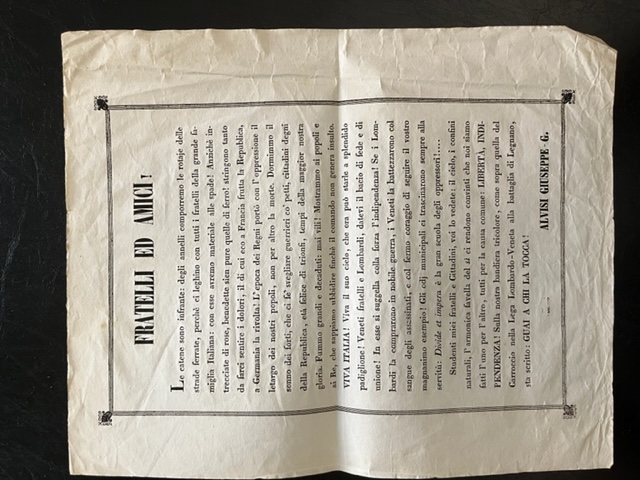 FRATELLI ED AMICI!
Le catene sono infrante: degli annelli comporremo le rotaje delle
strade ferrate, perchè ci leghino con tutti i fratelli della grande fa-
miglia Italiana: con esse avremo materiale alle spade! Anzichè in-
trecciate di rose, benedette sien pure quelle di ferro! stringono tanto
da farci sentire i dolori, il di cui eco a Francia frutta la Repubblica,
a Germania la rivolta! L'epoca dei Regni portò con l'oppressione il
letargo dei nostri popoli, non per altro la morte. Dormimmo il
sonno dei forti, che ci fe' svegliare guerrieri co' petti, cittadini degni
della Repubblica, età felice di trionfi, tempi della maggior nostra
gloria. Fummo grandi e decaduti: mai vili! Mostrammo ai popoli e
ai Re, che sappiamo ubbidire finchè il comando non genera insulto.
VIVA ITALIA! Viva il suo cielo, che ora può starle a splendido
padiglione! Veneti fratelli e Lombardi, datevi il bacio di fede e di
unione! In esse si suggella colla forza l'indipendenza! Se i Lom-
bardi la comprarono in nobile guerra, i Veneti la battezzarono col
sangue degli assassinati, e col fermo coraggio di seguire il vostro
magnanimo esempio! Gli odj municipali ci trascinarono sempre alla
servitù: Divide et impera è la gran scuola degli oppressori!....
Studenti miei fratelli e Cittadini, voi lo vedete: il cielo, i confini
naturali, l'armonica favella del sì ci rendono convinti che noi siamo
fatti l'uno per l'altro, tutti per la causa comune: LIBERTÀ, INDI-
PENDENZA! Sulla nostra bandiera tricolore, come sopra quella del
Carroccio nella Lega Lombardo-Veneta alla battaglia di Legnano,
sta scritto: GUAI A CHI LA TOCCA!
ALVISI GIUSEPPE G.